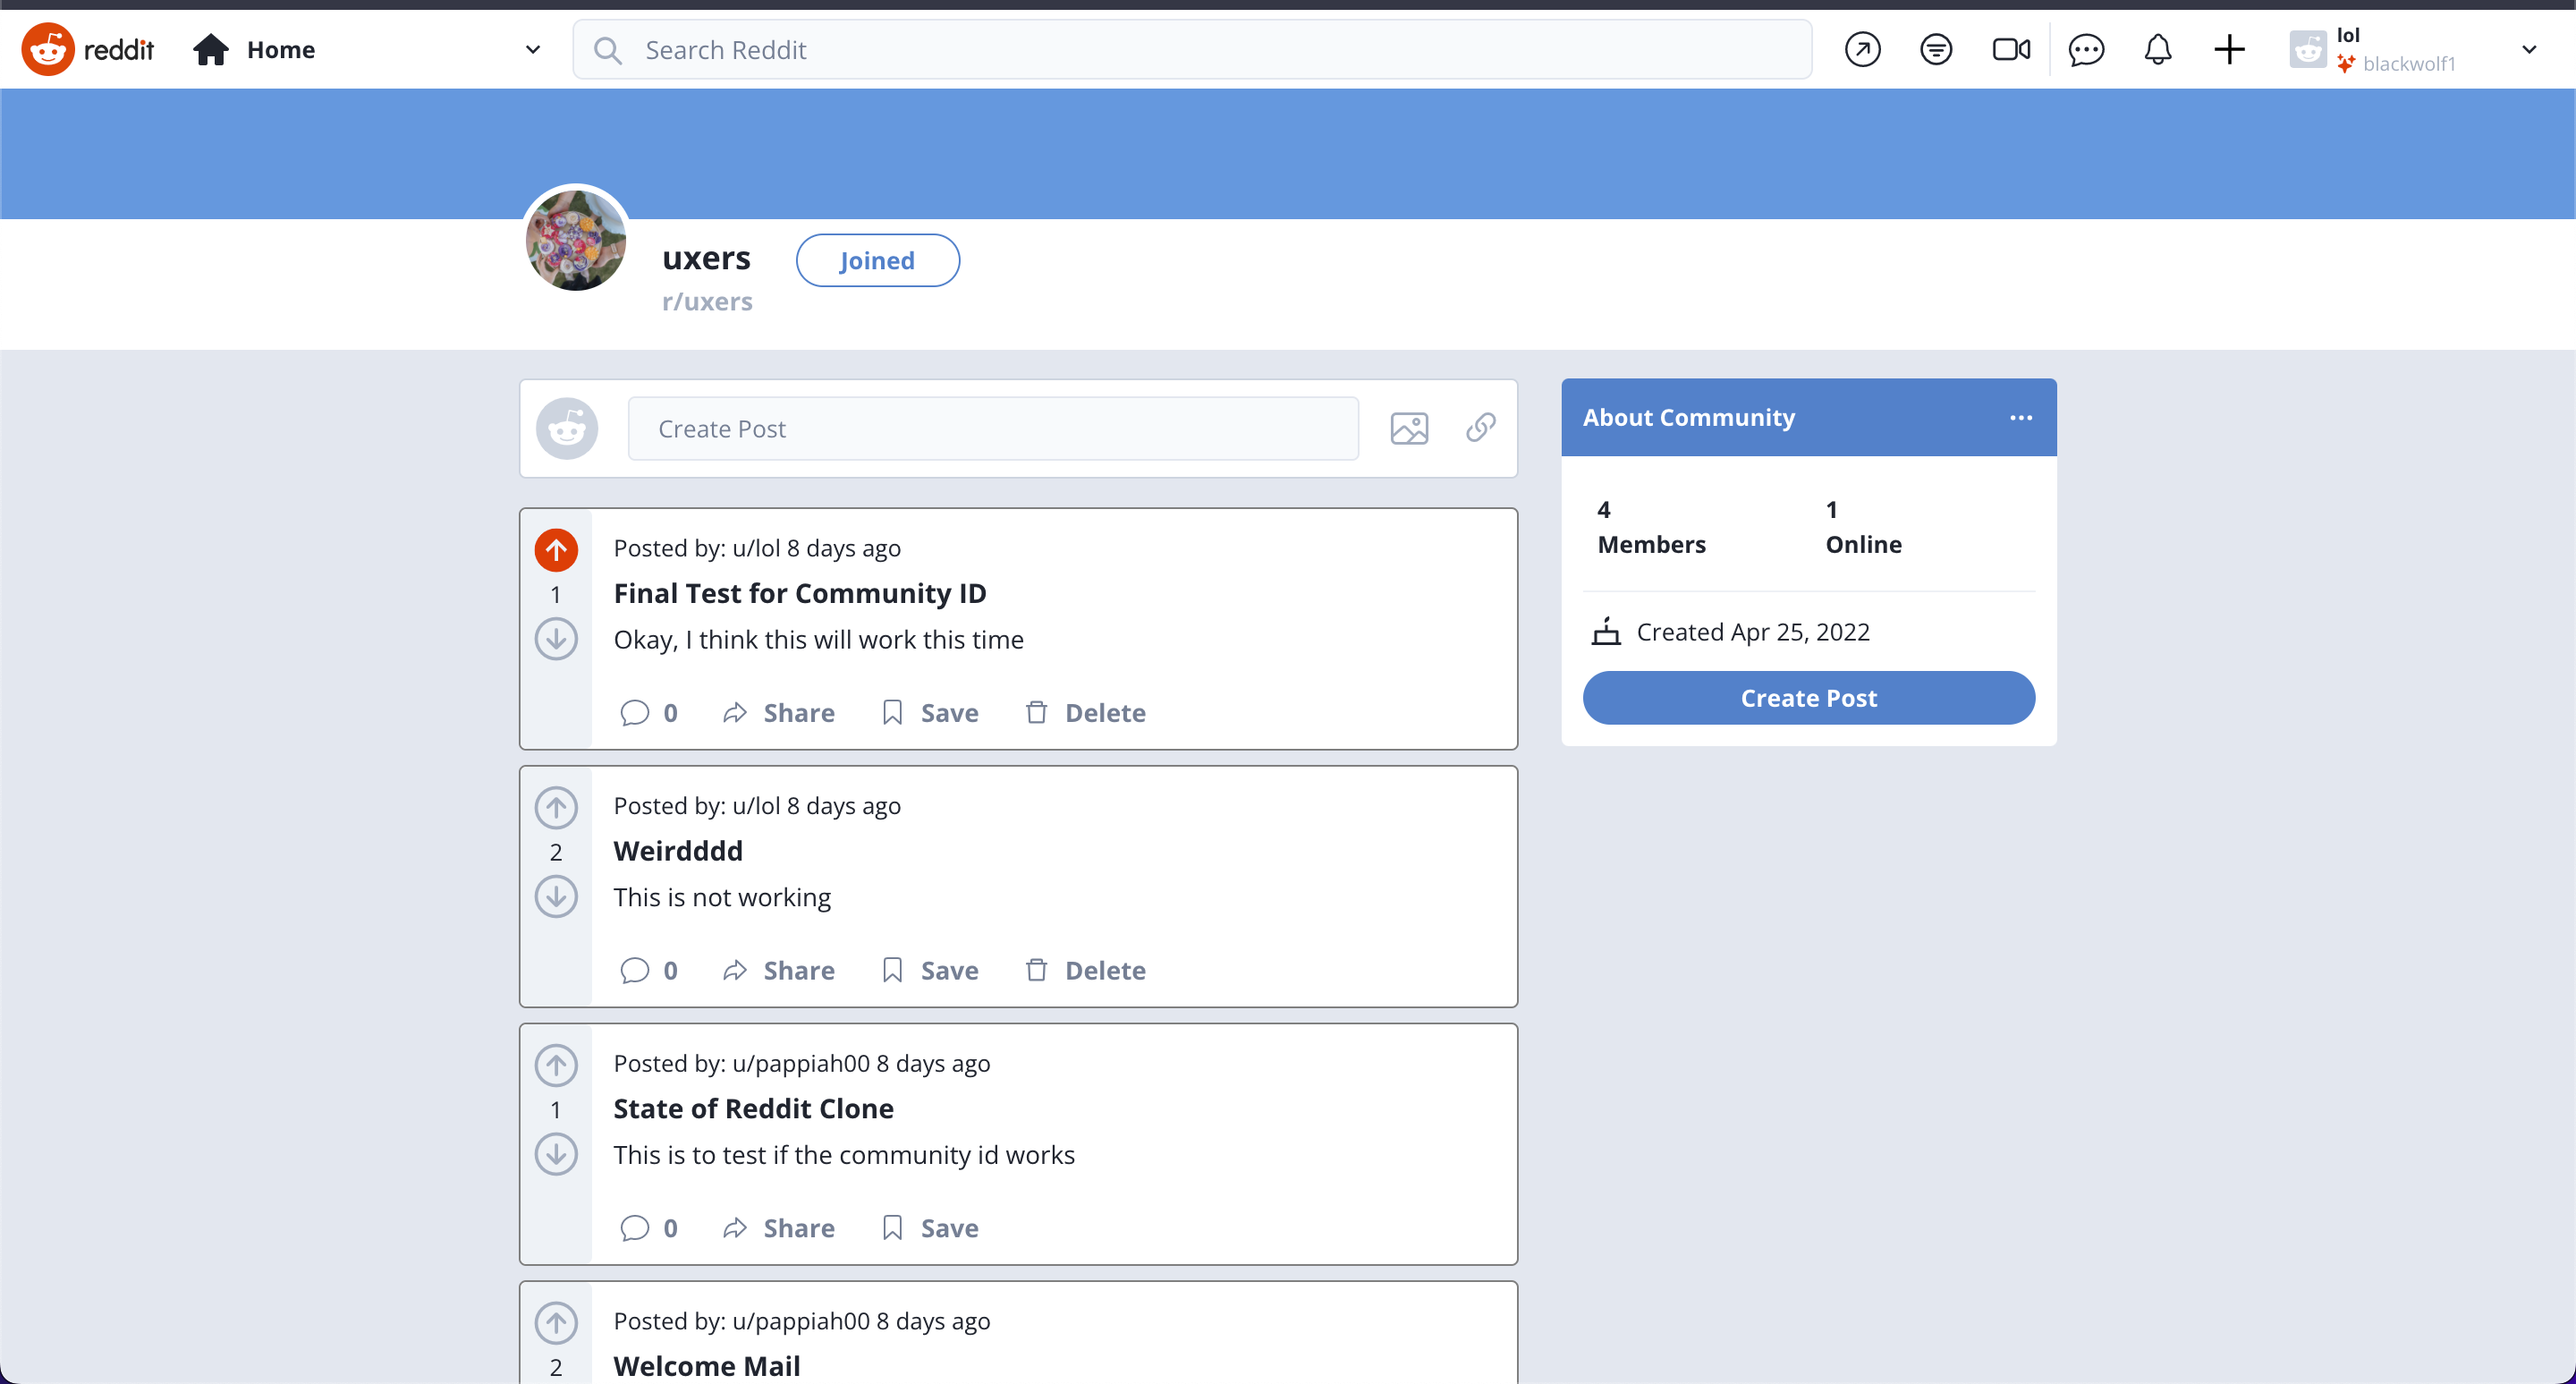 reddit
Home
Search Reddit
lol
blackwolf1
uxers
Joined
r/uxers
Create Post
Posted by: u/lol 8 days ago
1
Final Test for Community ID
Okay, I think this will work this time
0 Share Save Delete
Posted by: u/lol 8 days ago
2
Weirdddd
This is not working
0 Share Save Delete
Posted by: u/pappiah00 8 days ago
1
State of Reddit Clone
This is to test if the community id works
0 Share Save
Posted by: u/pappiah00 8 days ago
2
Welcome Mail
About Community
4 1
Members Online
Created Apr 25, 2022
Create Post